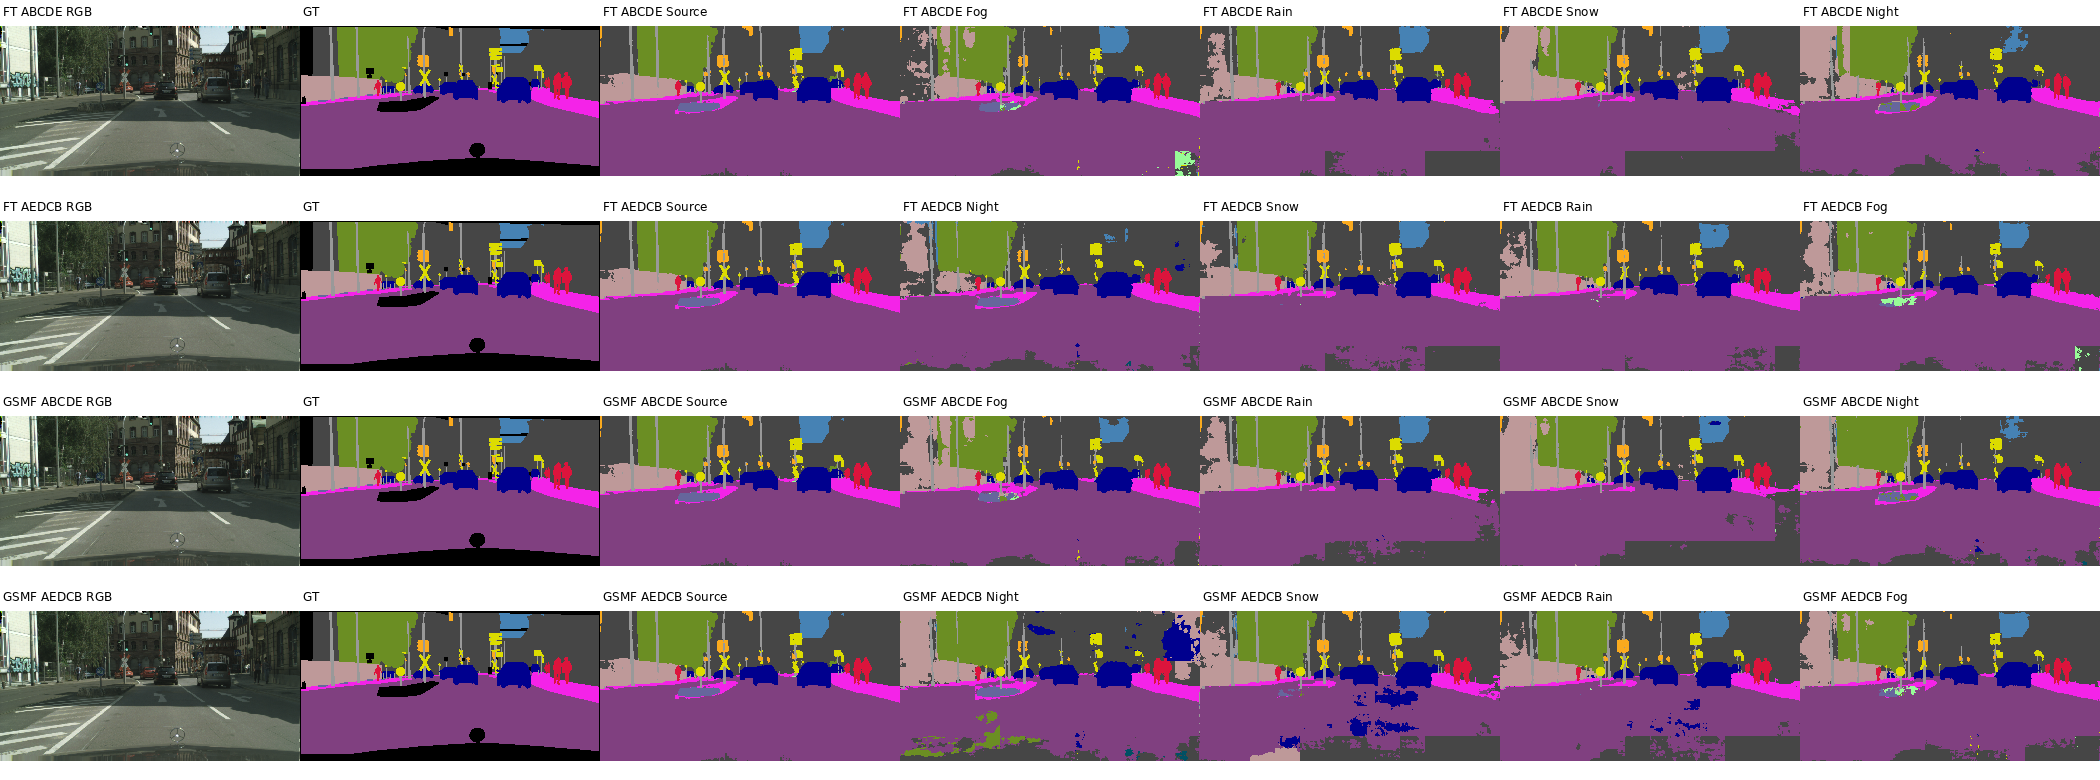 FT ABCDE RGB GT FT ABCDE Source FT ABCDE Fog FT ABCDE Rain FT ABCDE Snow FT ABCDE Night
FT AEDCB RGB GT FT AEDCB Source FT AEDCB Night FT AEDCB Snow FT AEDCB Rain FT AEDCB Fog
GSMF ABCDE RGB GT GSMF ABCDE Source GSMF ABCDE Fog GSMF ABCDE Rain GSMF ABCDE Snow GSMF ABCDE Night
GSMF AEDCB RGB GT GSMF AEDCB Source GSMF AEDCB Night GSMF AEDCB Snow GSMF AEDCB Rain GSMF AEDCB Fog